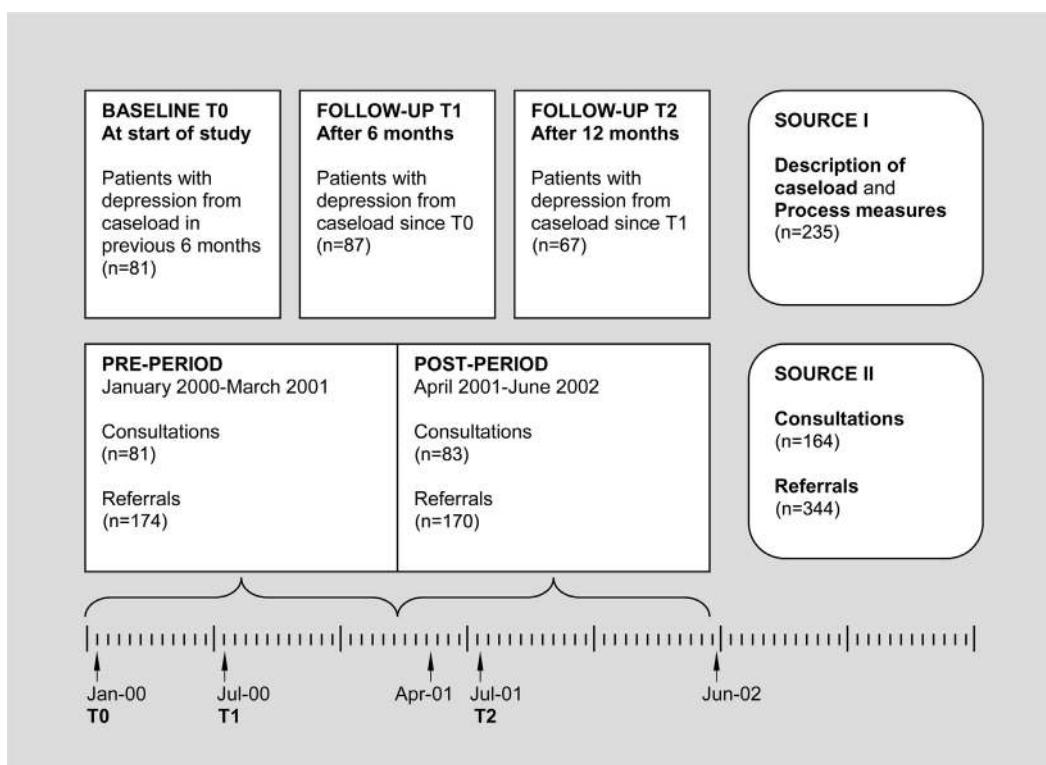 BASELINE T0
At start of study
Patients with
depression from
caseload in
previous 6 months
(n=81)
FOLLOW-UP T1
After 6 months
Patients with
depression from
caseload since T0
(n=87)
FOLLOW-UP T2
After 12 months
Patients with
depression from
caseload since T1
(n=67)
SOURCE I
Description of
caseload and
Process measures
(n=235)
PRE-PERIOD
January 2000-March 2001
Consultations
(n=81)
Referrals
(n=174)
POST-PERIOD
April 2001-June 2002
Consultations
(n=83)
Referrals
(n=170)
SOURCE II
Consultations
(n=164)
Referrals
(n=344)
Jan-00
T0
Jul-00
T1
Apr-01
Jul-01
T2
Jun-02